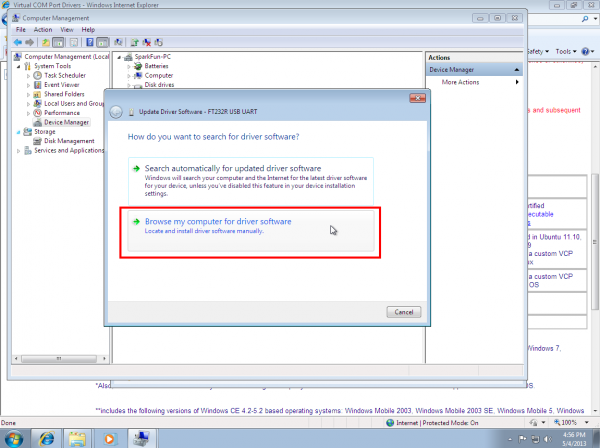 Virtual COM Port Drivers - Windows Internet Explorer
Computer Management
File Action View Help
Safety Tools
Computer Management (Local
System Tools
Task Scheduler
Event Viewer
Shared Folders
Local Users and Group
Performance
Device Manager
Storage
Disk Management
Services and Applications
SparkFun-PC
Batteries
Computer
Disk drives
Actions
Device Manager
More Actions
s and subsequent
Update Driver Software - FT232R USB UART
How do you want to search for driver software?
Search automatically for updated driver software
Windows will search your computer and the Internet for the latest driver software
for your device, unless you've disabled this feature in your device installation
settings.
Browse my computer for driver software
Locate and install driver software manually.
Cancel
rtified
ecutable
d in Ubuntu 11.10,
a custom VCP
a custom VCP
OS
Windows 7,
*Also
OS.
**includes the following versions of Windows CE 4.2-5.2 based operating systems: Windows Mobile 2003, Windows Mobile 2003 SE, Windows Mobile 5, Windows
Done
Internet | Protected Mode: On
100%
4:56 PM
5/4/2013